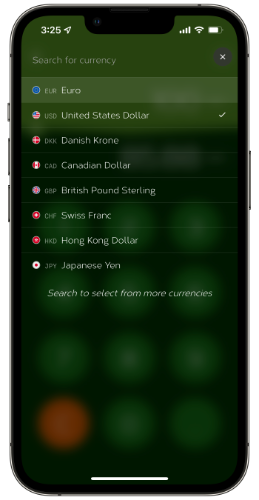 3:25
Search for currency
EUR Euro
USD United States Dollar
DKK Danish Krone
CAD Canadian Dollar
GBP British Pound Sterling
CHF Swiss Franc
HKD Hong Kong Dollar
JPY Japanese Yen
Search to select from more currencies